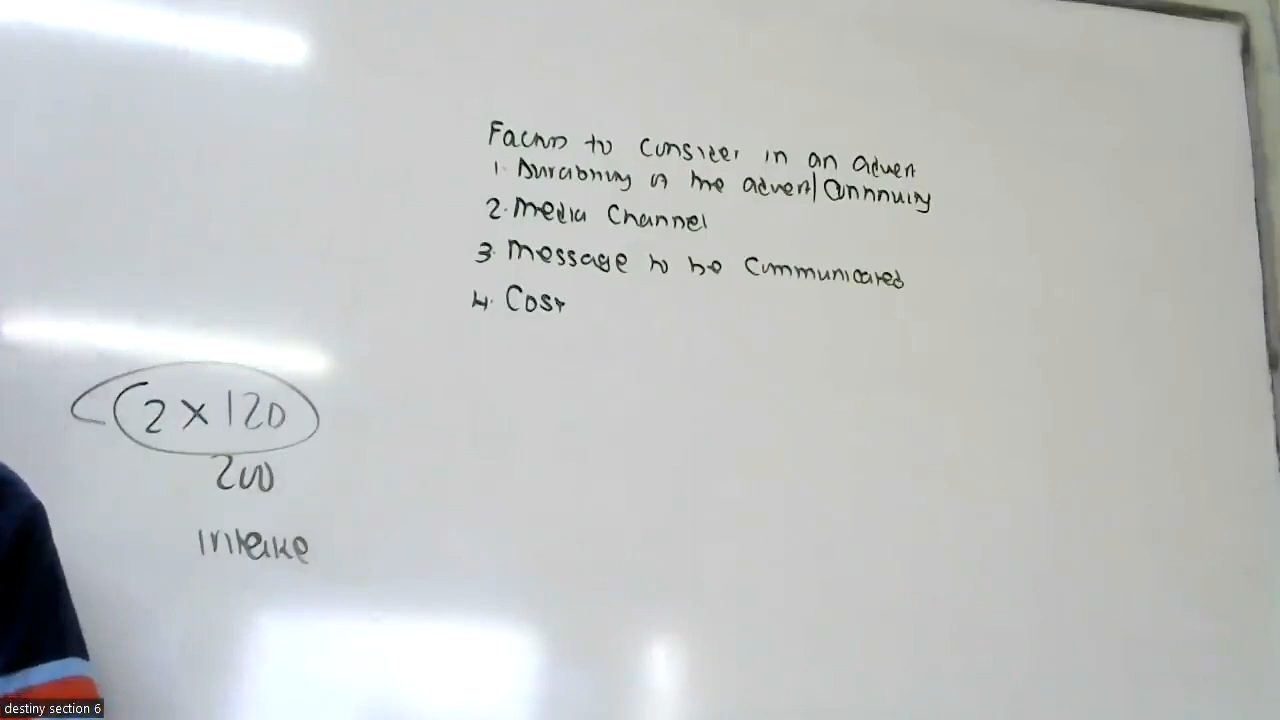 Factors to consider in an advert
1. Durability of the advert/Continuity
2. Media Channel
3. Message to be Communicated
4. Cost
2 x 120
200
intake
destiny section 6